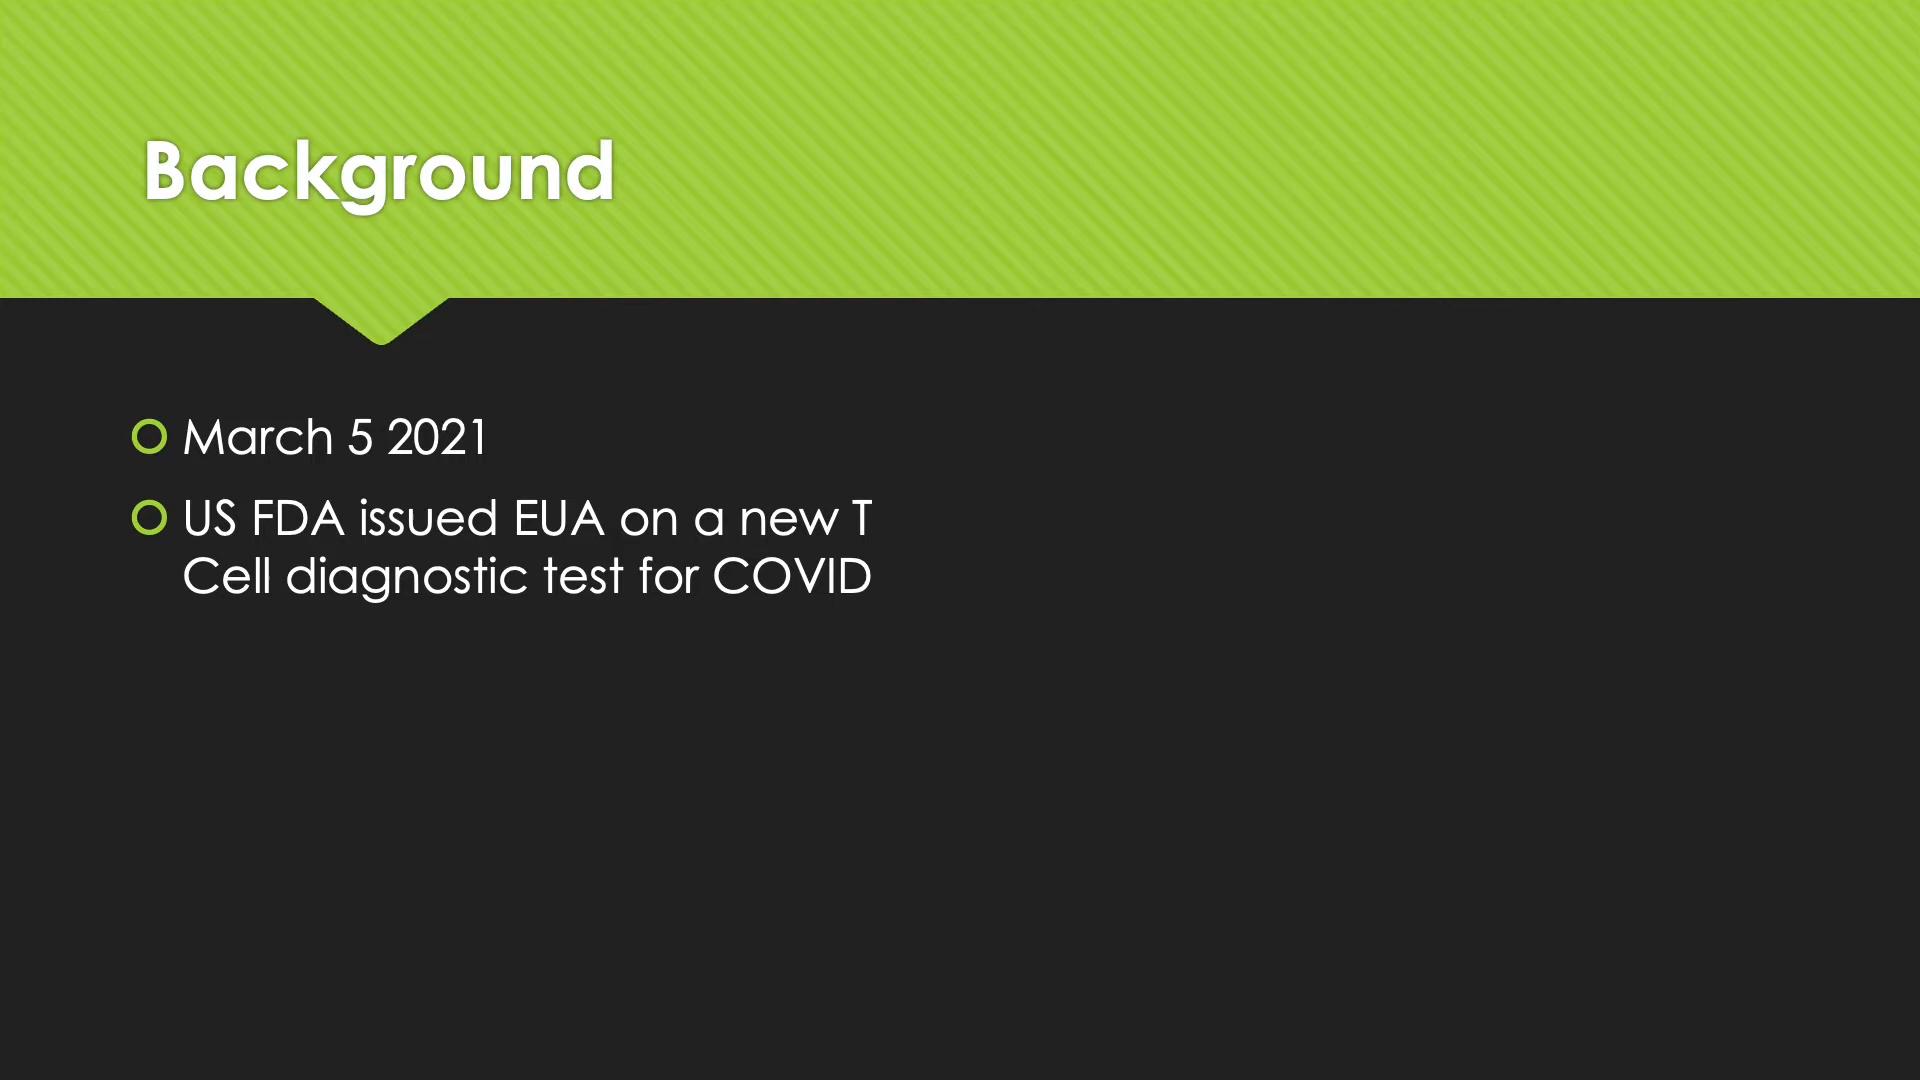 Background
March 5 2021
US FDA issued EUA on a new T
Cell diagnostic test for COVID